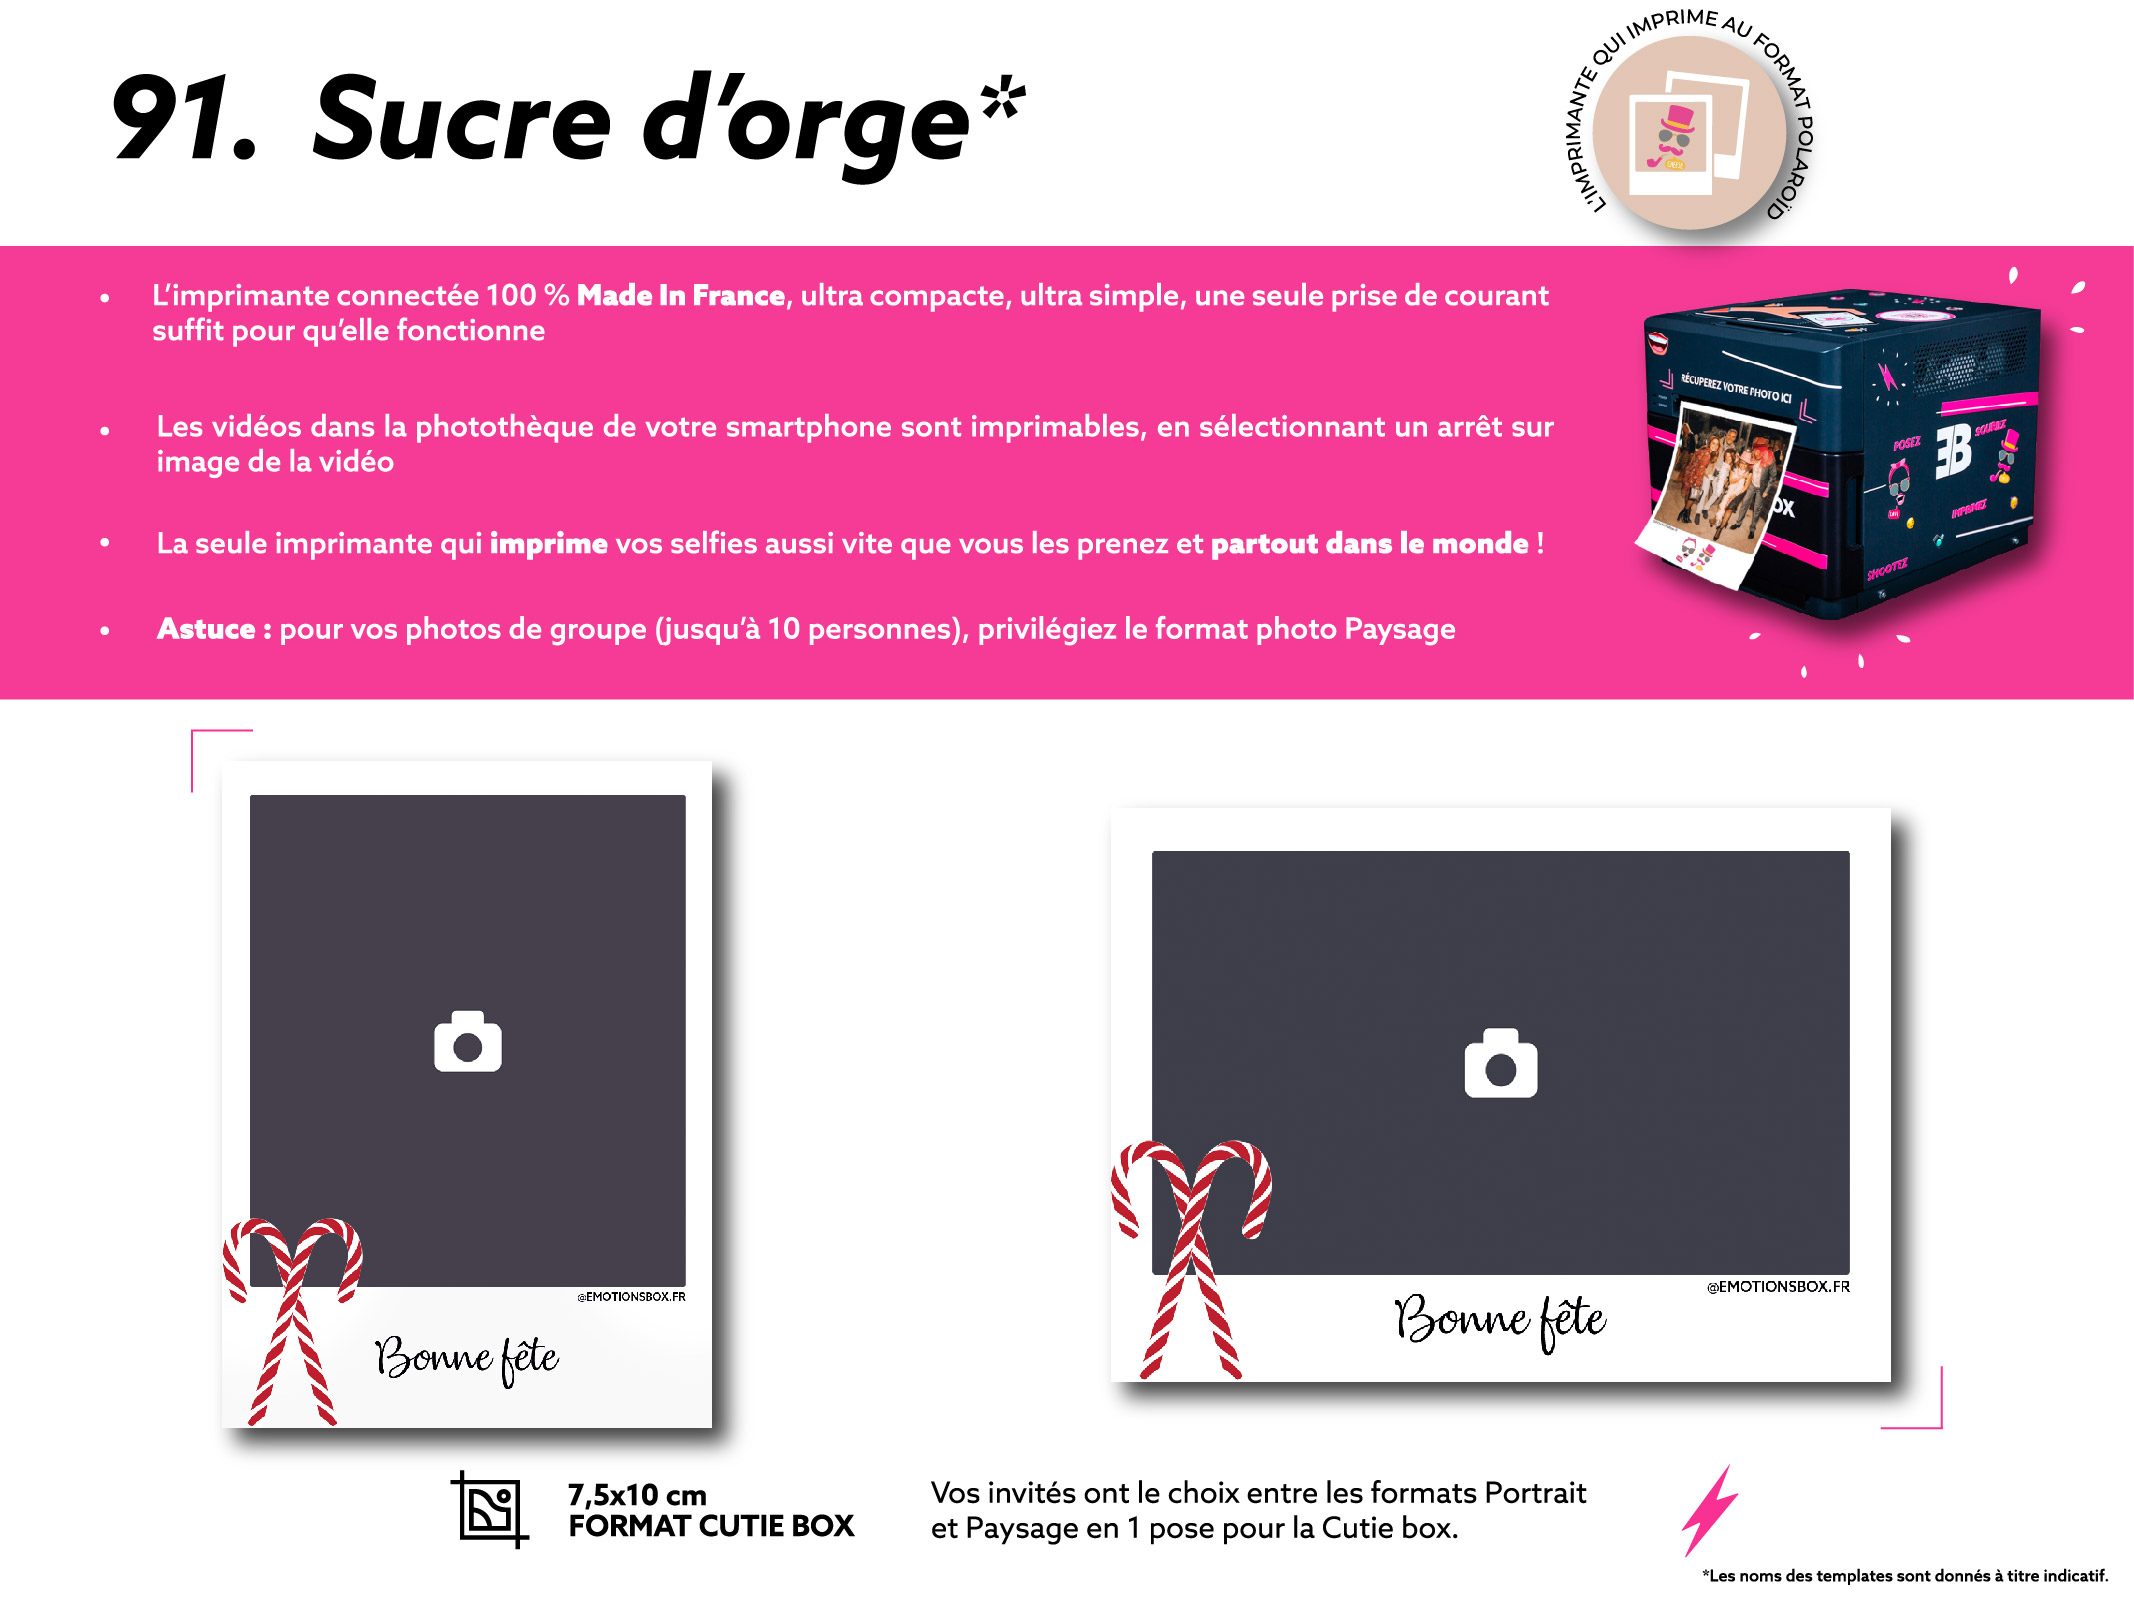 91. Sucre d'orge*
L'IMPRIMANTE QUI IMPRIME AU FORMAT POLAROÏD
• L'imprimante connectée 100 % Made In France, ultra compacte, ultra simple, une seule prise de courant
suffit pour qu'elle fonctionne
• Les vidéos dans la photothèque de votre smartphone sont imprimables, en sélectionnant un arrêt sur
image de la vidéo
• La seule imprimante qui imprime vos selfies aussi vite que vous les prenez et partout dans le monde !
• Astuce : pour vos photos de groupe (jusqu'à 10 personnes), privilégiez le format photo Paysage
RÉCUPEREZ VOTRE PHOTO ICI
POSEZ
SOURIEZ
IMPRIMEZ
SHOOTEZ
OX
@EMOTIONSBOX.FR
Bonne fête
@EMOTIONSBOX.FR
Bonne fête
7,5x10 cm
FORMAT CUTIE BOX
Vos invités ont le choix entre les formats Portrait
et Paysage en 1 pose pour la Cutie box.
*Les noms des templates sont donnés à titre indicatif.